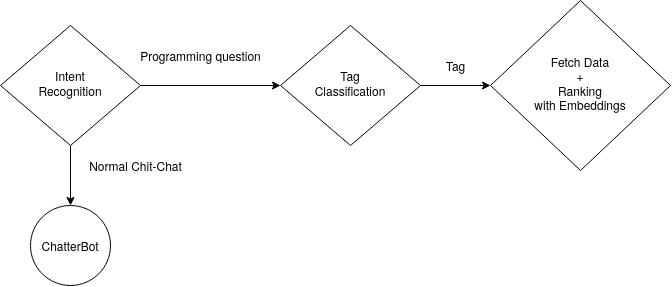 Programming question
Intent
Recognition
Tag
Classification
Tag
Fetch Data
+
Ranking
with Embeddings
Normal Chit-Chat
ChatterBot